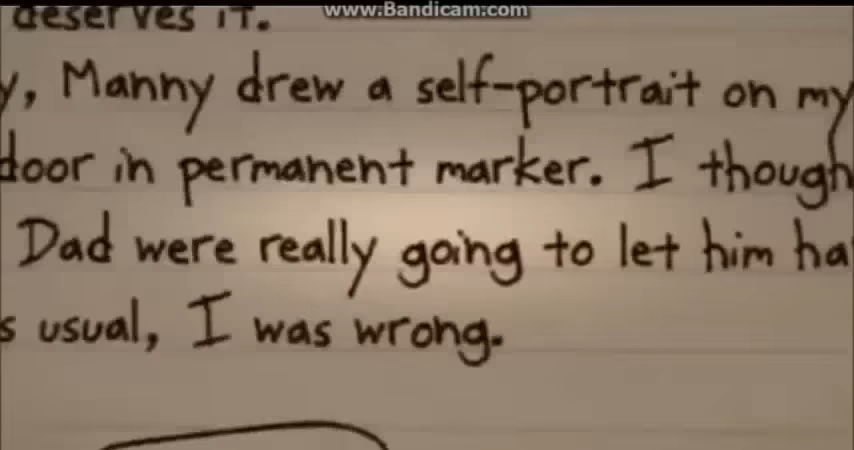 www.Bandicam.com
deserves it.
y, Manny drew a self-portrait on my
door in permanent marker. I though
Dad were really going to let him ha
s usual, I was wrong.